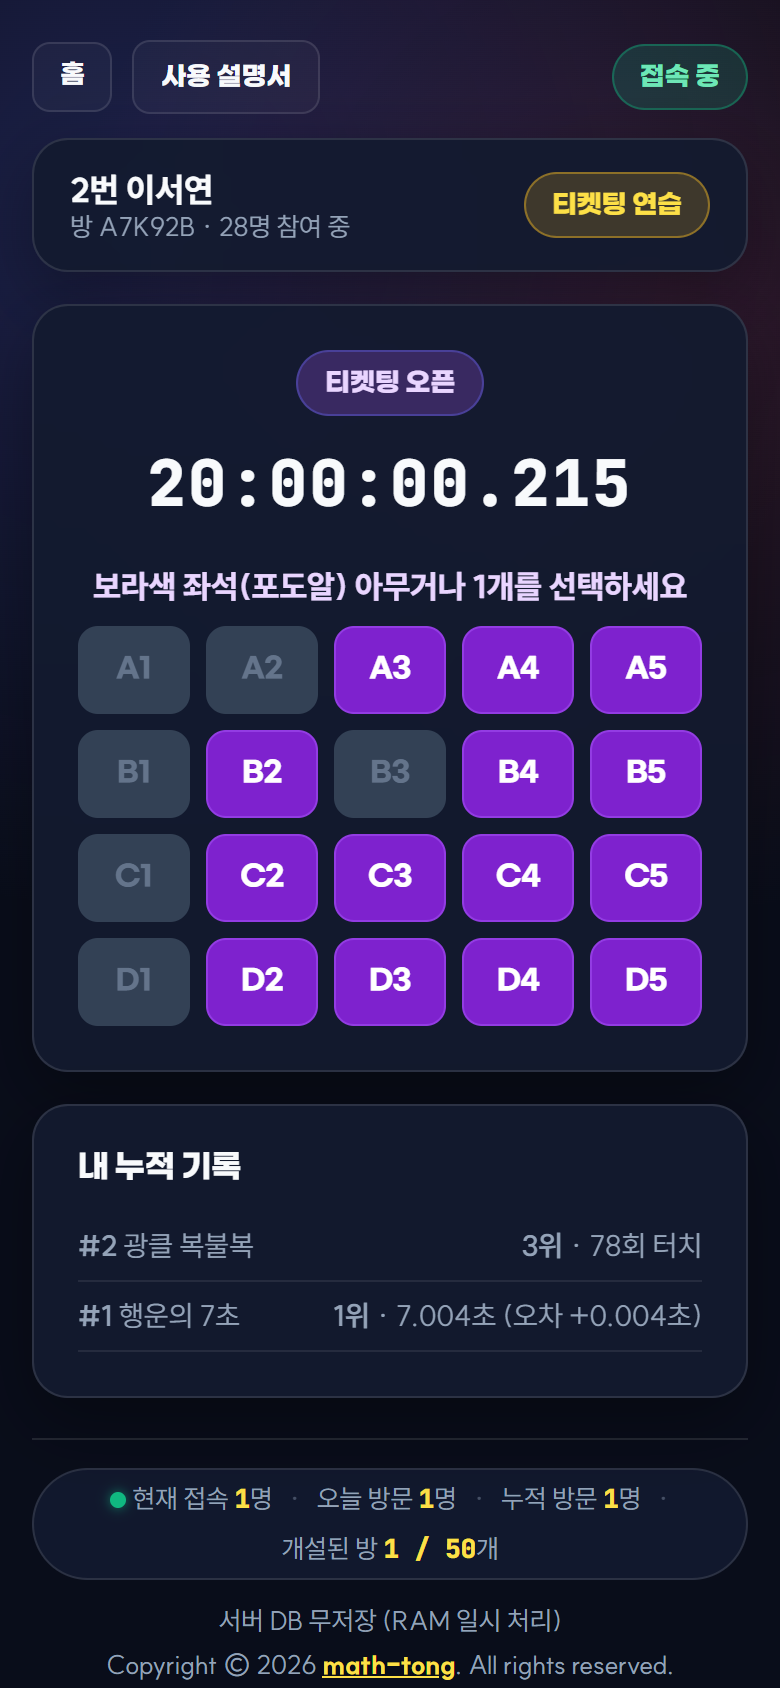 홈 사용 설명서 접속 중
2번 이서연
방 A7K92B · 28명 참여 중
티켓팅 연습
티켓팅 오픈
20:00:00.215
보라색 좌석(포도알) 아무거나 1개를 선택하세요
A1 A2 A3 A4 A5
B1 B2 B3 B4 B5
C1 C2 C3 C4 C5
D1 D2 D3 D4 D5
내 누적 기록
#2 광클 복불복 3위 · 78회 터치
#1 행운의 7초 1위 · 7.004초 (오차 +0.004초)
현재 접속 1명 · 오늘 방문 1명 · 누적 방문 1명 ·
개설된 방 1 / 50개
서버 DB 무저장 (RAM 일시 처리)
Copyright ⓒ 2026 math-tong. All rights reserved.